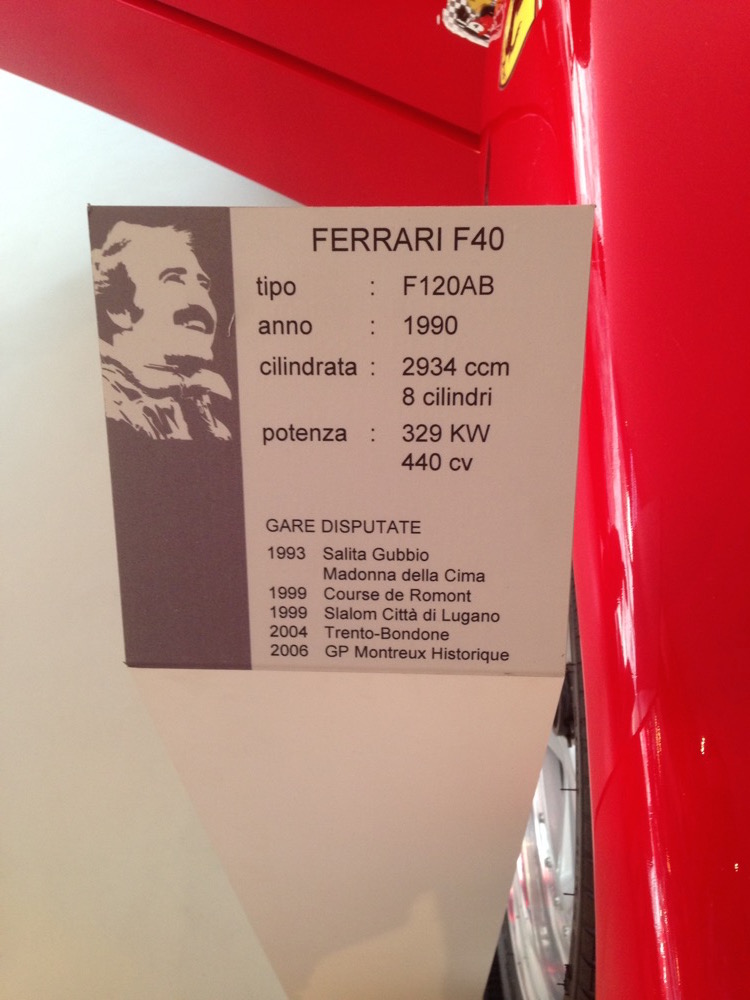 FERRARI F40
tipo : F120AB
anno : 1990
cilindrata : 2934 ccm
8 cilindri
potenza : 329 KW
440 cv
GARE DISPUTATE
1993 Salita Gubbio
Madonna della Cima
1999 Course de Romont
1999 Slalom Città di Lugano
2004 Trento-Bondone
2006 GP Montreux Historique